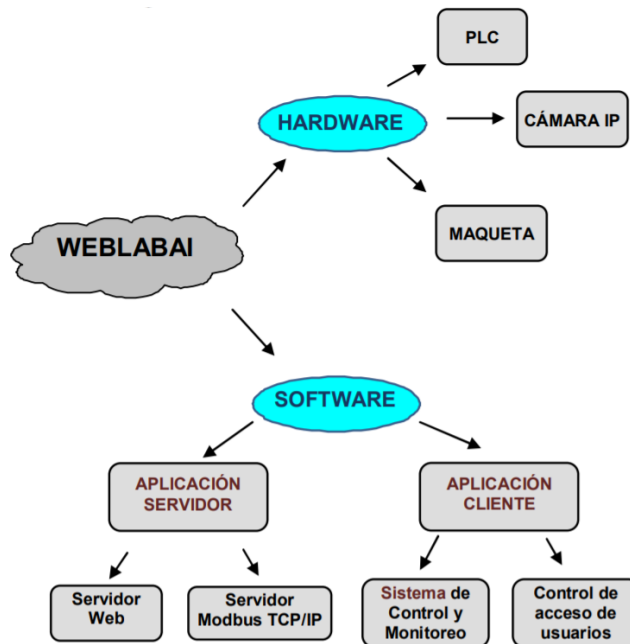 PLC
HARDWARE
CÁMARA IP
MAQUETA
WEBLABAI
SOFTWARE
APLICACIÓN
SERVIDOR
APLICACIÓN
CLIENTE
Servidor
Web
Servidor
Modbus TCP/IP
Sistema de
Control y
Monitoreo
Control de
acceso de
usuarios